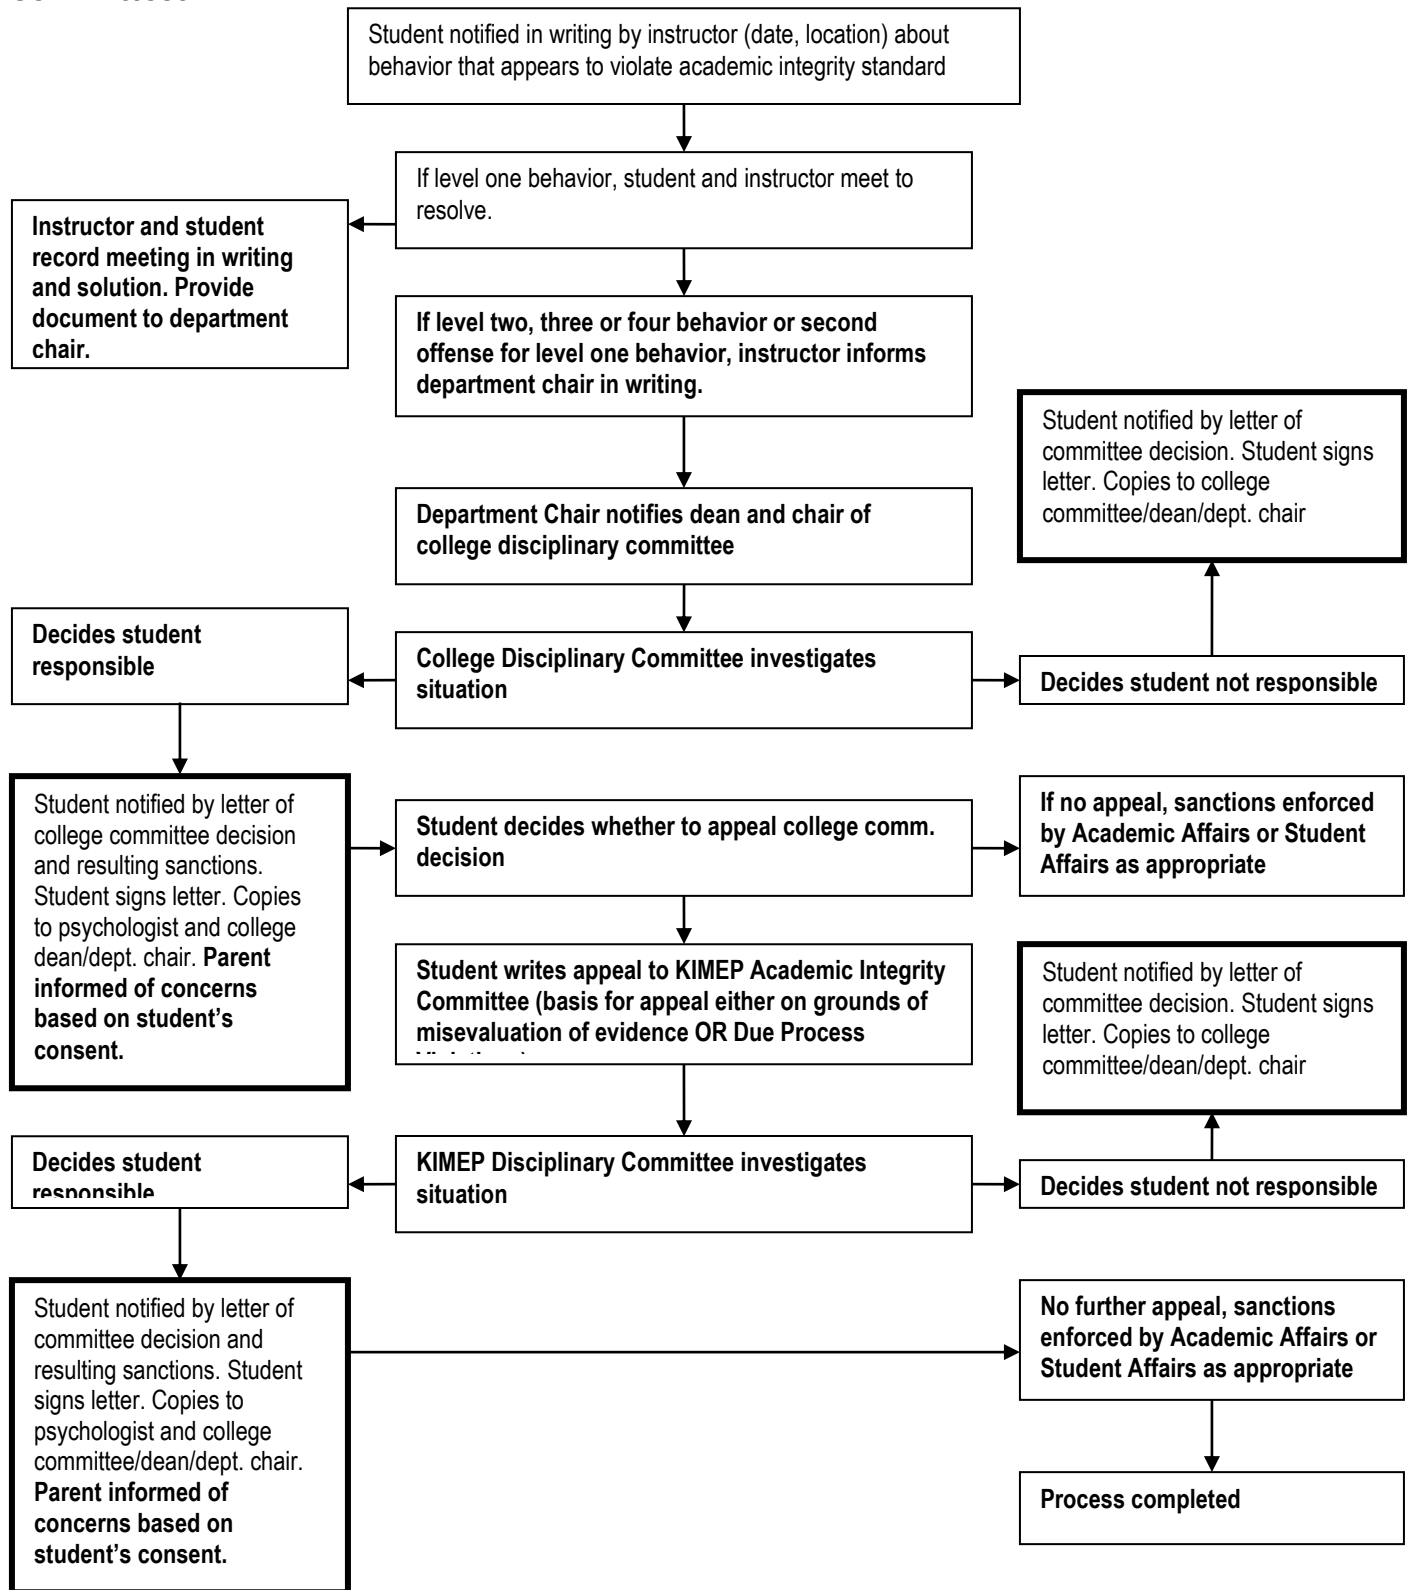 Student notified in writing by instructor (date, location) about
behavior that appears to violate academic integrity standard
If level one behavior, student and instructor meet to
resolve.
Instructor and student
record meeting in writing
and solution. Provide
document to department
chair.
If level two, three or four behavior or second
offense for level one behavior, instructor informs
department chair in writing.
Student notified by letter of
committee decision. Student signs
letter. Copies to college
committee/dean/dept. chair
Department Chair notifies dean and chair of
college disciplinary committee
Decides student
responsible
College Disciplinary Committee investigates
situation
Decides student not responsible
Student notified by letter of
college committee decision
and resulting sanctions.
Student signs letter. Copies
to psychologist and college
dean/dept. chair. Parent
informed of concerns
based on student’s
consent.
Student decides whether to appeal college comm.
decision
If no appeal, sanctions enforced
by Academic Affairs or Student
Affairs as appropriate
Student writes appeal to KIMEP Academic Integrity
Committee (basis for appeal either on grounds of
misevaluation of evidence OR Due Process
Student notified by letter of
committee decision. Student signs
letter. Copies to college
committee/dean/dept. chair
Decides student
responsible
KIMEP Disciplinary Committee investigates
situation
Decides student not responsible
Student notified by letter of
committee decision and
resulting sanctions. Student
signs letter. Copies to
psychologist and college
committee/dean/dept. chair.
Parent informed of
concerns based on
student’s consent.
No further appeal, sanctions
enforced by Academic Affairs or
Student Affairs as appropriate
Process completed